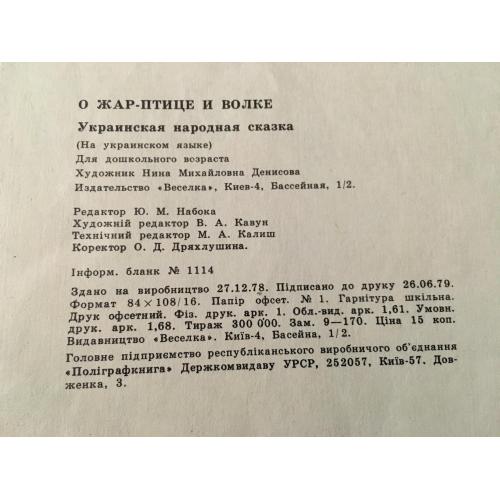 О ЖАР-ПТИЦЕ И ВОЛКЕ
Украинская народная сказка
(На украинском языке)
Для дошкольного возраста
Художник Нина Михайловна Денисова
Издательство «Веселка», Киев-4, Бассейная, 1/2.
Редактор Ю. М. Набока
Художній редактор В. А. Кавун
Технічний редактор М. А. Калиш
Коректор О. Д. Дряхлушина.
Інформ. бланк № 1114
Здано на виробництво 27.12.78. Підписано до друку 26.06.79.
Формат 84×108/16. Папір офсет. № 1. Гарнітура шкільна.
Друк офсетний. Фіз. друк. арк. 1. Обл.-вид. арк. 1,61. Умовн.
друк. арк. 1,68. Тираж 300 000. Зам. 9—170. Ціна 15 коп.
Видавництво «Веселка». Київ-4, Басейна, 1/2.
Головне підприємство республіканського виробничого об'єднання
«Поліграфкнига» Держкомвидаву УРСР, 252057, Київ-57. Дов-
женка, 3.